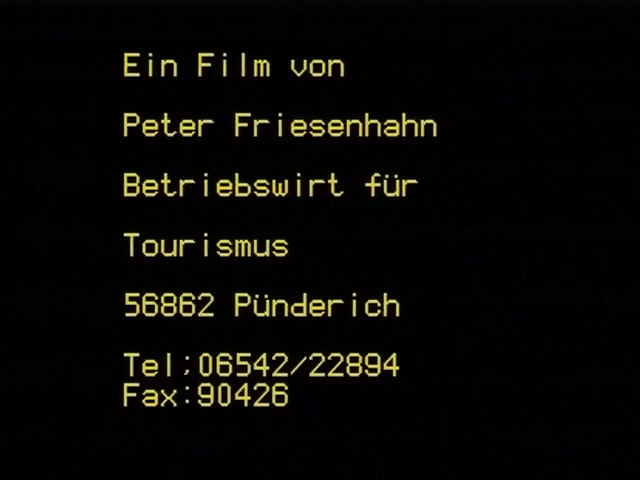 Ein Film von
Peter Friesenhahn
Betriebswirt für
Tourismus
56862 Pünderich
Tel;06542/22894
Fax:90426